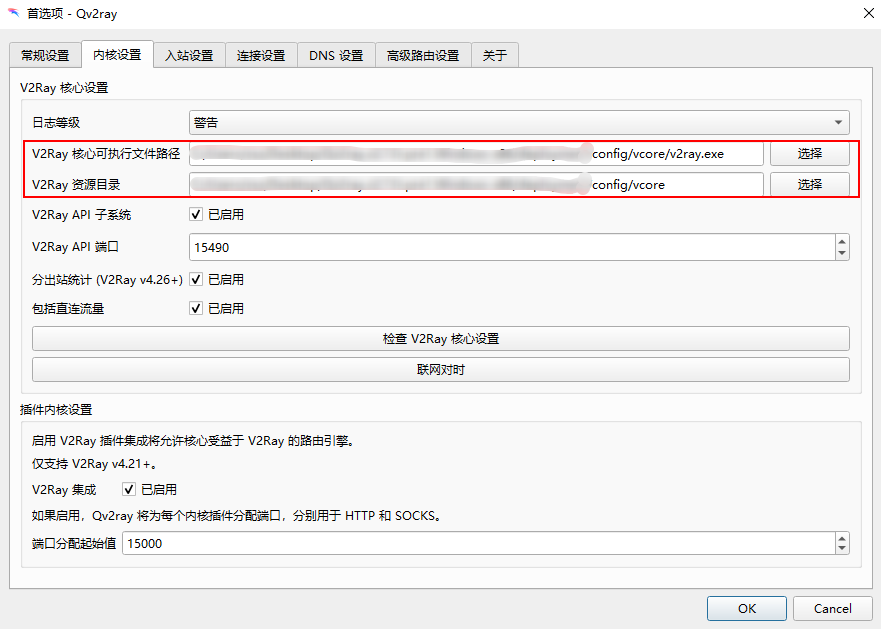 首选项 - Qv2ray
常规设置 内核设置 入站设置 连接设置 DNS 设置 高级路由设置 关于
V2Ray 核心设置
日志等级 警告
V2Ray 核心可执行文件路径 config/vcore/v2ray.exe 选择
V2Ray 资源目录 config/vcore 选择
V2Ray API 子系统 已启用
V2Ray API 端口 15490
分出站统计 (V2Ray v4.26+) 已启用
包括直连流量 已启用
检查 V2Ray 核心设置
联网对时
插件内核设置
启用 V2Ray 插件集成将允许核心受益于 V2Ray 的路由引擎。
仅支持 V2Ray v4.21+。
V2Ray 集成 已启用
如果启用，Qv2ray 将为每个内核插件分配端口，分别用于 HTTP 和 SOCKS。
端口分配起始值 15000
OK Cancel